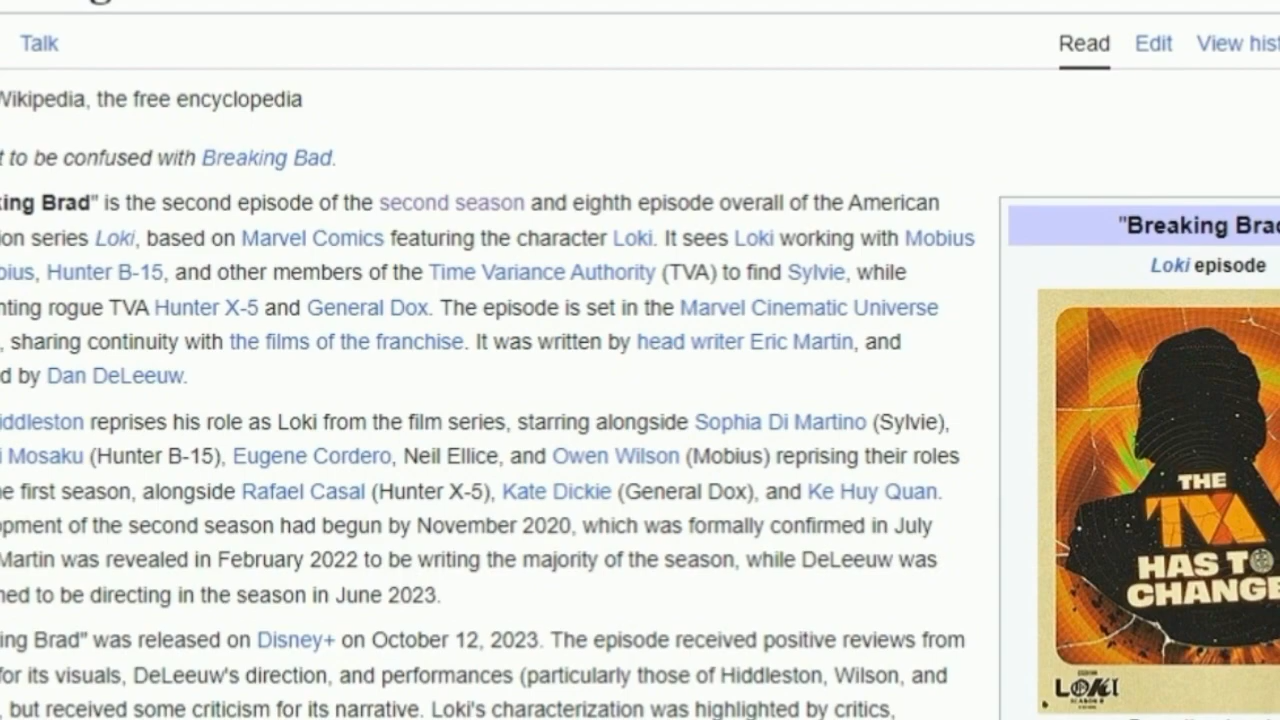 Talk
Read Edit View hist
Wikipedia, the free encyclopedia
t to be confused with Breaking Bad.
king Brad" is the second episode of the second season and eighth episode overall of the American
ion series Loki, based on Marvel Comics featuring the character Loki. It sees Loki working with Mobius
bius, Hunter B-15, and other members of the Time Variance Authority (TVA) to find Sylvie, while
nting rogue TVA Hunter X-5 and General Dox. The episode is set in the Marvel Cinematic Universe
, sharing continuity with the films of the franchise. It was written by head writer Eric Martin, and
d by Dan DeLeeuw.
iddleston reprises his role as Loki from the film series, starring alongside Sophia Di Martino (Sylvie),
i Mosaku (Hunter B-15), Eugene Cordero, Neil Ellice, and Owen Wilson (Mobius) reprising their roles
he first season, alongside Rafael Casal (Hunter X-5), Kate Dickie (General Dox), and Ke Huy Quan.
opment of the second season had begun by November 2020, which was formally confirmed in July
Martin was revealed in February 2022 to be writing the majority of the season, while DeLeeuw was
ned to be directing in the season in June 2023.
ing Brad" was released on Disney+ on October 12, 2023. The episode received positive reviews from
for its visuals, DeLeeuw's direction, and performances (particularly those of Hiddleston, Wilson, and
, but received some criticism for its narrative. Loki's characterization was highlighted by critics,
"Breaking Brad
Loki episode
THE
TVA
HAS TO
CHANGE
LOKI